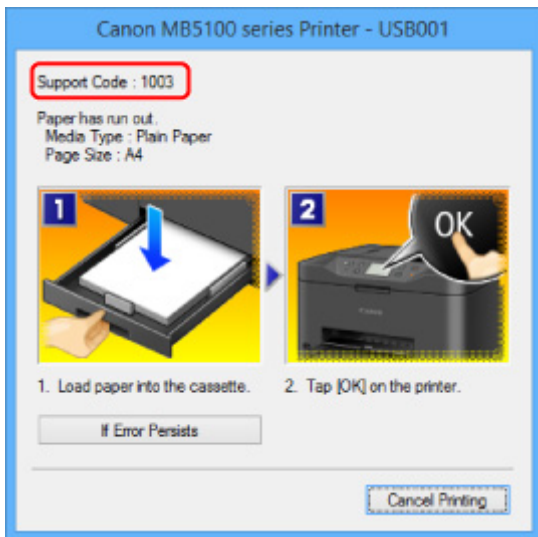 Canon MB5100 series Printer - USB001
Support Code : 1003
Paper has run out.
Media Type : Plain Paper
Page Size : A4
1
2
OK
Canon
1. Load paper into the cassette.
2. Tap [OK] on the printer.
If Error Persists
Cancel Printing